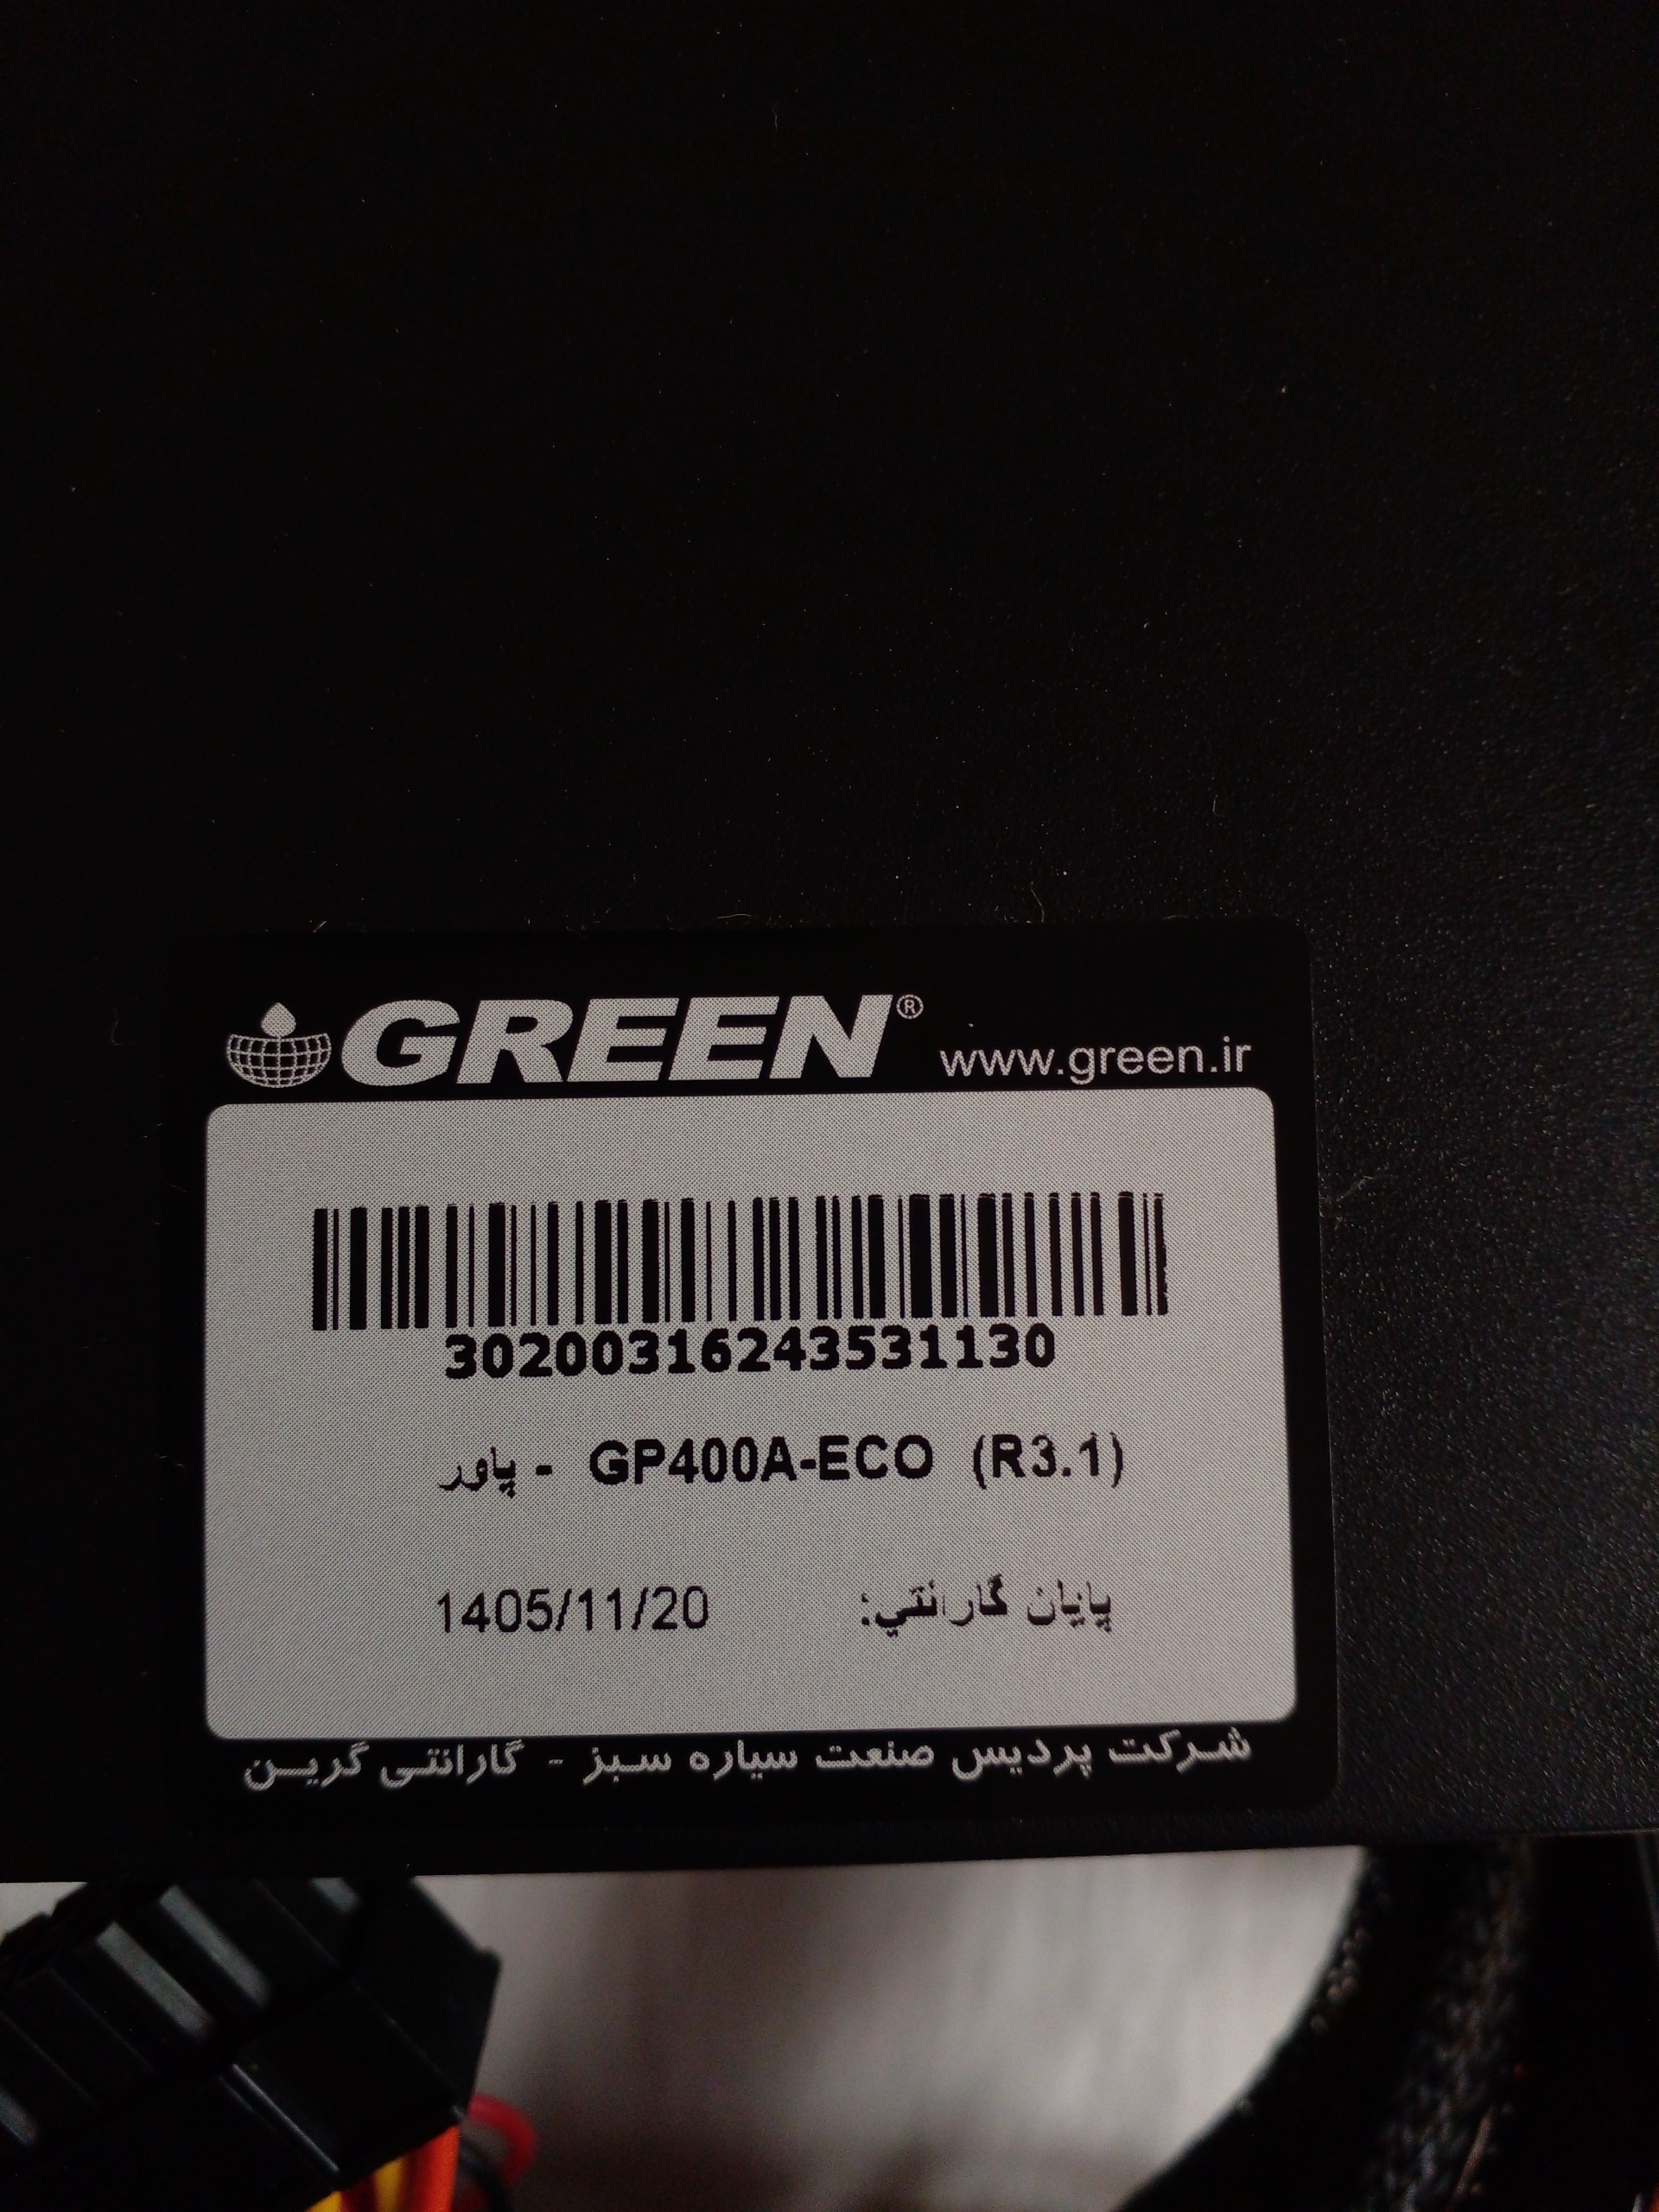 GREEN® www.green.ir
30200316243531130
پاور - GP400A-ECO (R3.1)
پایان گارانتي: 1405/11/20
شرکت پردیس صنعت سیاره سبز - گارانتی گرین